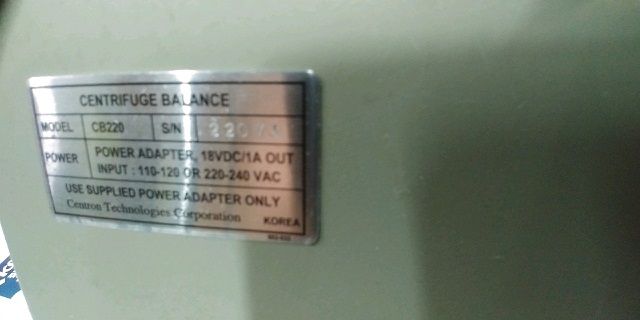 CENTRIFUGE BALANCE
MODEL CB220 S/N
POWER POWER ADAPTER, 18VDC/1A OUT
INPUT : 110-120 OR 220-240 VAC
USE SUPPLIED POWER ADAPTER ONLY
Centron Technologies Corporation KOREA